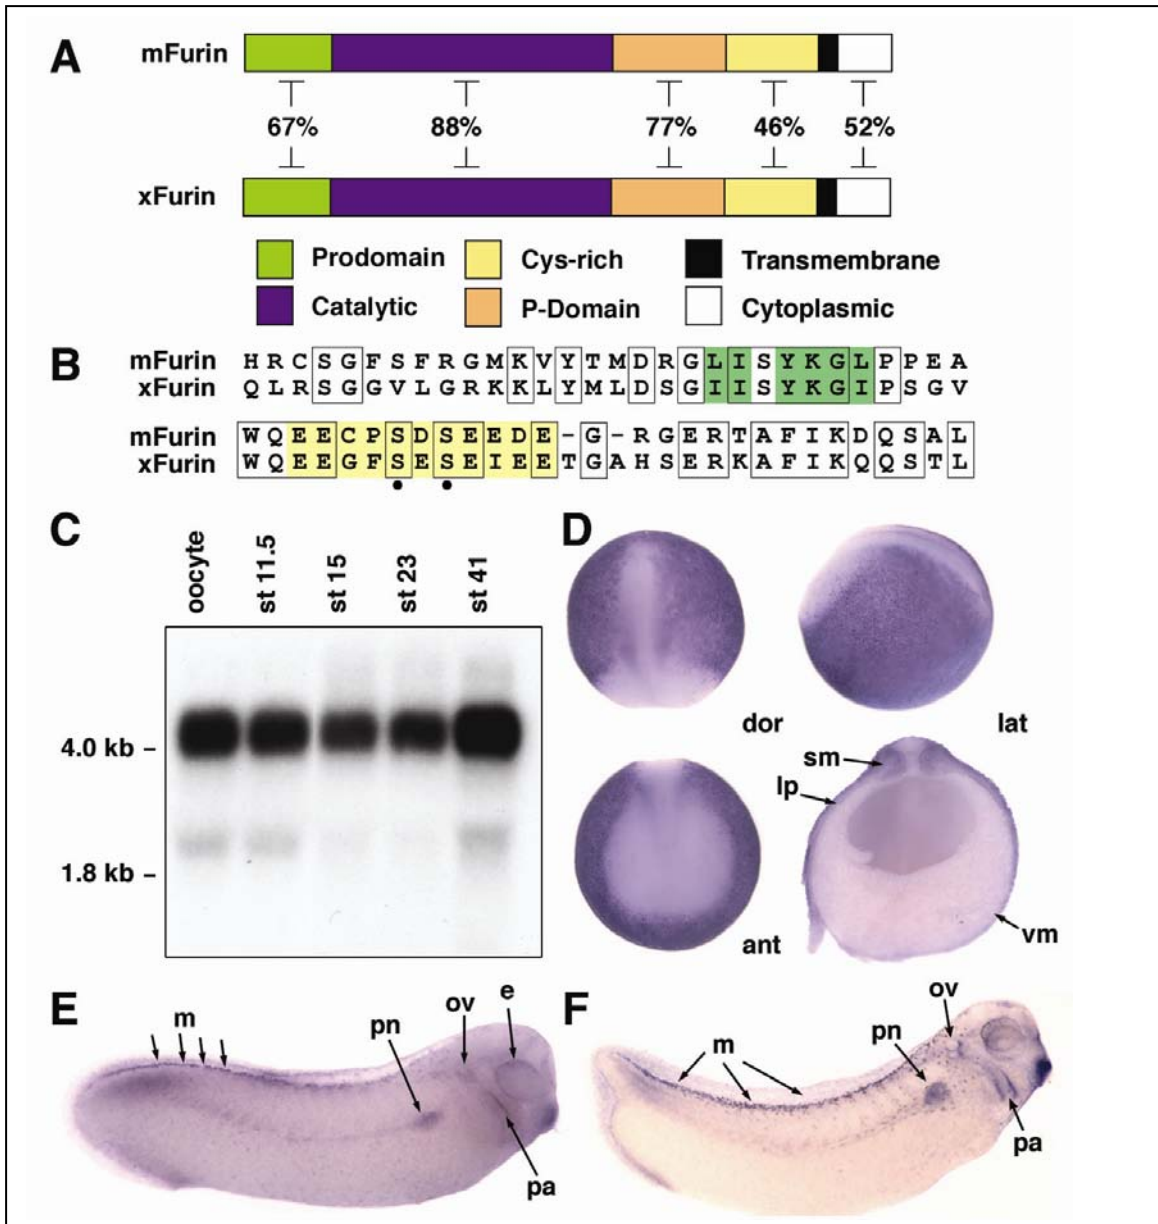 A
mFurin
67% 88% 77% 46% 52%
xFurin
Prodomain Cys-rich Transmembrane
Catalytic P-Domain Cytoplasmic
B
mFurin H R C S G F S F R G M K V Y T M D R G L I S Y K G L P P E A
xFurin Q L R S G G V L G R K K L Y M L D S G I I S Y K G I P S G V
mFurin W Q E E C P S D S E E D E - G - R G E R T A F I K D Q S A L
xFurin W Q E E G F S E S E I E E T G A H S E R K A F I K Q Q S T L
C
oocyte st 11.5 st 15 st 23 st 41
4.0 kb –
1.8 kb –
D
dor lat
sm
lp
ant vm
E
m pn ov e
pa
F
m pn ov
pa